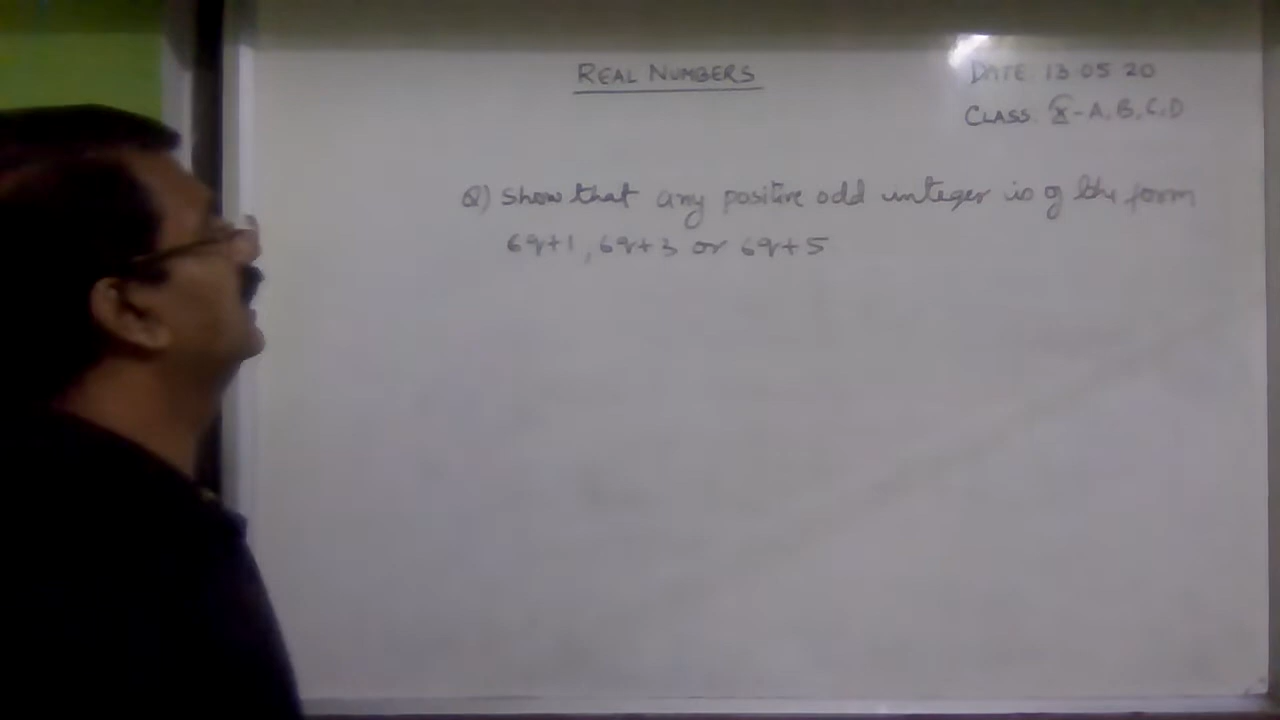 REAL NUMBERS
DATE: 13.05.20
CLASS: X-A,B,C,D
Q) Show that any positive odd integer is of the form
6q+1, 6q+3 or 6q+5